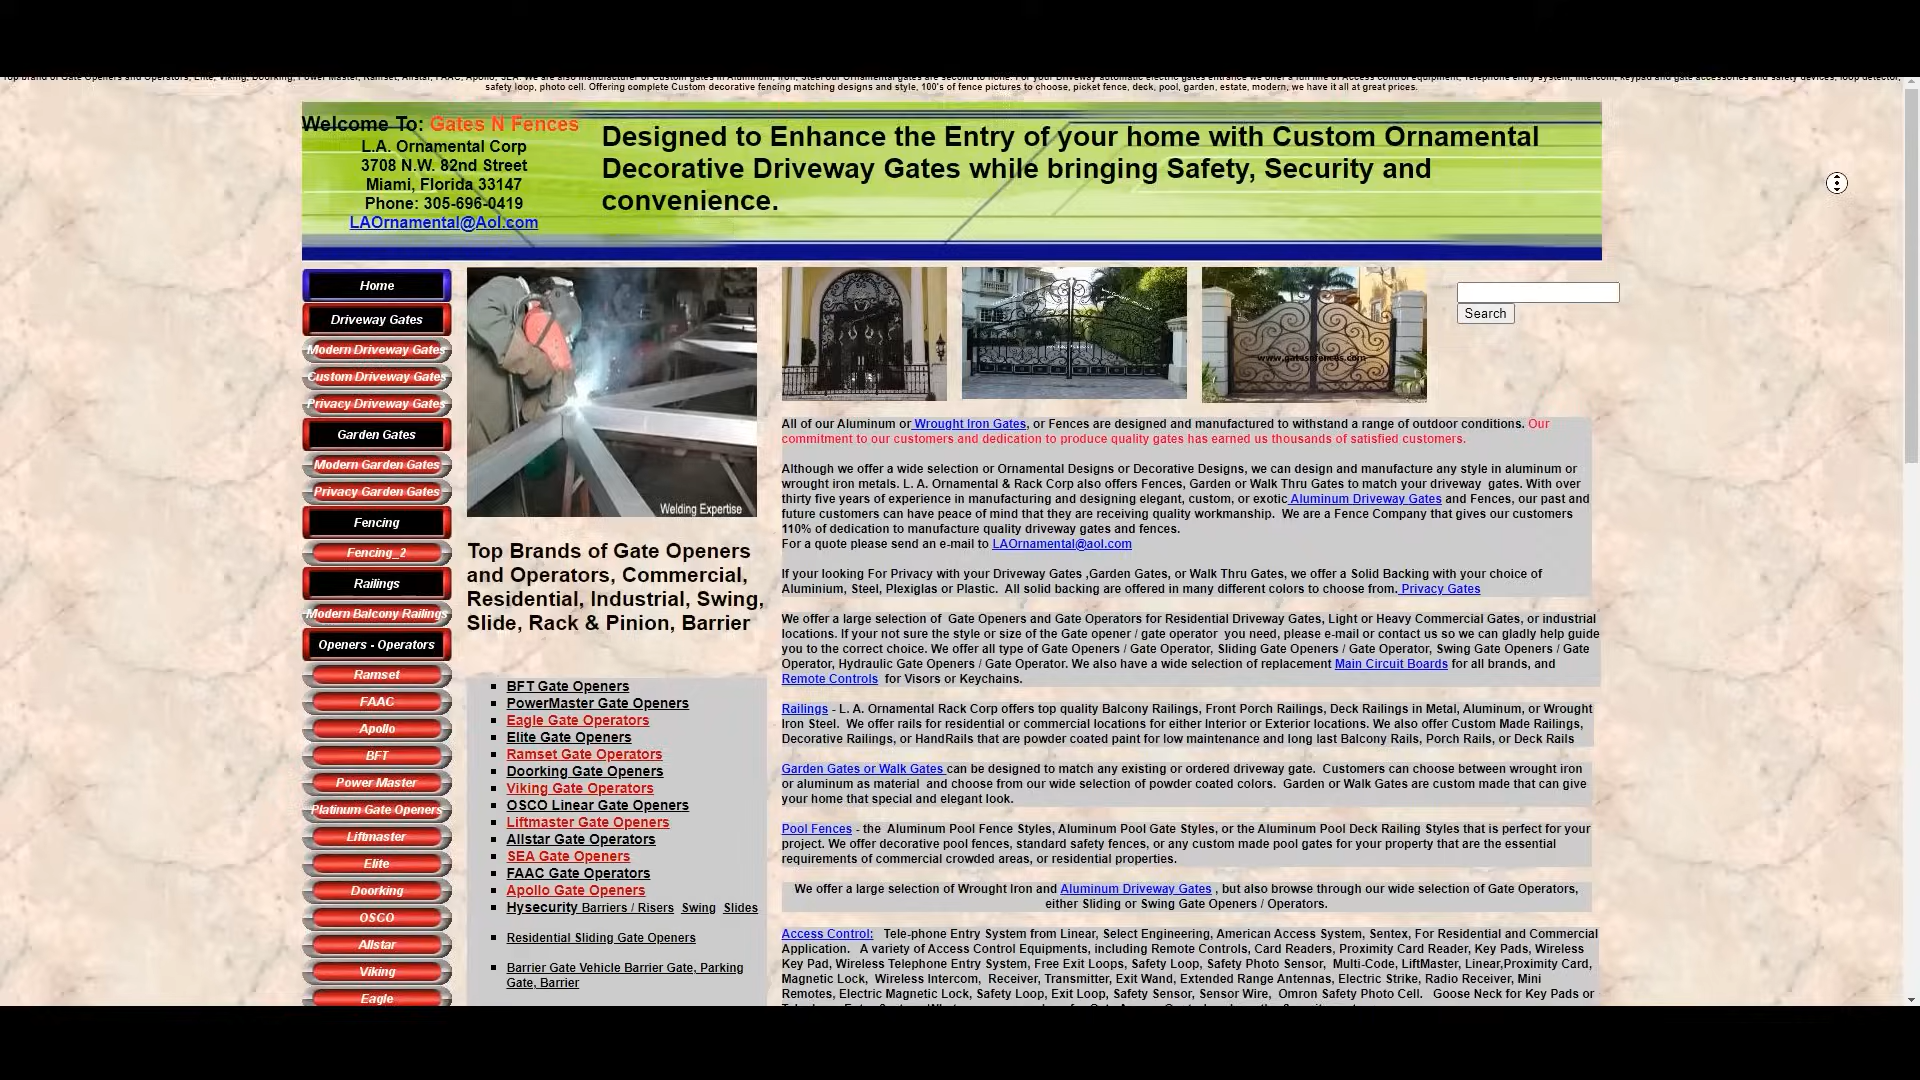 Top brand of Gate Openers and Operators, Elite, Viking, Doorking, Power Master, Ramset, Allstar, FAAC, Apollo, SEA. We are also manufacturer of Custom gates in Aluminum, Iron, Steel our Ornamental gates are second to none. For your Driveway automatic electric gates entrance we offer a full line of Access control equipment, Telephone entry system, intercom, keypad and gate accessories and safety devices, loop detector,
safety loop, photo cell. Offering complete Custom decorative fencing matching designs and style, 100's of fence pictures to choose, picket fence, deck, pool, garden, estate, modern, we have it all at great prices.
Welcome To: Gates N Fences
L.A. Ornamental Corp
3708 N.W. 82nd Street
Miami, Florida 33147
Phone: 305-696-0419
LAOrnamental@Aol.com
Designed to Enhance the Entry of your home with Custom Ornamental
Decorative Driveway Gates while bringing Safety, Security and
convenience.
Home
Driveway Gates
Modern Driveway Gates
Custom Driveway Gates
Privacy Driveway Gates
Garden Gates
Modern Garden Gates
Privacy Garden Gates
Fencing
Fencing_2
Railings
Modern Balcony Railings
Openers - Operators
Ramset
FAAC
Apollo
BFT
Power Master
Platinum Gate Openers
Liftmaster
Elite
Doorking
OSCO
Allstar
Viking
Eagle
Welding Expertise
Top Brands of Gate Openers
and Operators, Commercial,
Residential, Industrial, Swing,
Slide, Rack & Pinion, Barrier
BFT Gate Openers
PowerMaster Gate Openers
Eagle Gate Operators
Elite Gate Operators
Ramset Gate Operators
Doorking Gate Openers
Viking Gate Operators
OSCO Linear Gate Openers
Liftmaster Gate Openers
Allstar Gate Operators
SEA Gate Openers
FAAC Gate Operators
Apollo Gate Openers
Hysecurity Barriers / Risers Swing Slides
Residential Sliding Gate Openers
Barrier Gate Vehicle Barrier Gate, Parking
Gate, Barrier
www.gatesnfences.com
Search
All of our Aluminum or Wrought Iron Gates, or Fences are designed and manufactured to withstand a range of outdoor conditions. Our
commitment to our customers and dedication to produce quality gates has earned us thousands of satisfied customers.
Although we offer a wide selection or Ornamental Designs or Decorative Designs, we can design and manufacture any style in aluminum or
wrought iron metals. L. A. Ornamental & Rack Corp also offers Fences, Garden or Walk Thru Gates to match your driveway gates. With over
thirty five years of experience in manufacturing and designing elegant, custom, or exotic Aluminum Driveway Gates and Fences, our past and
future customers can have peace of mind that they are receiving quality workmanship. We are a Fence Company that gives our customers
110% of dedication to manufacture quality driveway gates and fences.
For a quote please send an e-mail to LAOrnamental@aol.com
If your looking For Privacy with your Driveway Gates ,Garden Gates, or Walk Thru Gates, we offer a Solid Backing with your choice of
Aluminium, Steel, Plexiglas or Plastic. All solid backing are offered in many different colors to choose from. Privacy Gates
We offer a large selection of Gate Openers and Gate Operators for Residential Driveway Gates, Light or Heavy Commercial Gates, or industrial
locations. If your not sure the style or size of the Gate opener / gate operator you need, please e-mail or contact us so we can gladly help guide
you to the correct choice. We offer all type of Gate Openers / Gate Operator, Sliding Gate Openers / Gate Operator, Swing Gate Openers / Gate
Operator, Hydraulic Gate Openers / Gate Operator. We also have a wide selection of replacement Main Circuit Boards for all brands, and
Remote Controls for Visors or Keychains.
Railings - L. A. Ornamental Rack Corp offers top quality Balcony Railings, Front Porch Railings, Deck Railings in Metal, Aluminum, or Wrought
Iron Steel. We offer rails for residential or commercial locations for either Interior or Exterior locations. We also offer Custom Made Railings,
Decorative Railings, or HandRails that are powder coated paint for low maintenance and long last Balcony Rails, Porch Rails, or Deck Rails
Garden Gates or Walk Gates can be designed to match any existing or ordered driveway gate. Customers can choose between wrought iron
or aluminum as material and choose from our wide selection of powder coated colors. Garden or Walk Gates are custom made that can give
your home that special and elegant look.
Pool Fences - the Aluminum Pool Fence Styles, Aluminum Pool Gate Styles, or the Aluminum Pool Deck Railing Styles that is perfect for your
project. We offer decorative pool fences, standard safety fences, or any custom made pool gates for your property that are the essential
requirements of commercial crowded areas, or residential properties.
We offer a large selection of Wrought Iron and Aluminum Driveway Gates , but also browse through our wide selection of Gate Operators,
either Sliding or Swing Gate Openers / Operators.
Access Control: Tele-phone Entry System from Linear, Select Engineering, American Access System, Sentex, For Residential and Commercial
Application. A variety of Access Control Equipments, including Remote Controls, Card Readers, Proximity Card Reader, Key Pads, Wireless
Key Pad, Wireless Telephone Entry System, Free Exit Loops, Safety Loop, Safety Photo Sensor, Multi-Code, LiftMaster, Linear,Proximity Card,
Magnetic Lock, Wireless Intercom, Receiver, Transmitter, Exit Wand, Extended Range Antennas, Electric Strike, Radio Receiver, Mini
Remotes, Electric Magnetic Lock, Safety Loop, Exit Loop, Safety Sensor, Sensor Wire, Omron Safety Photo Cell. Goose Neck for Key Pads or